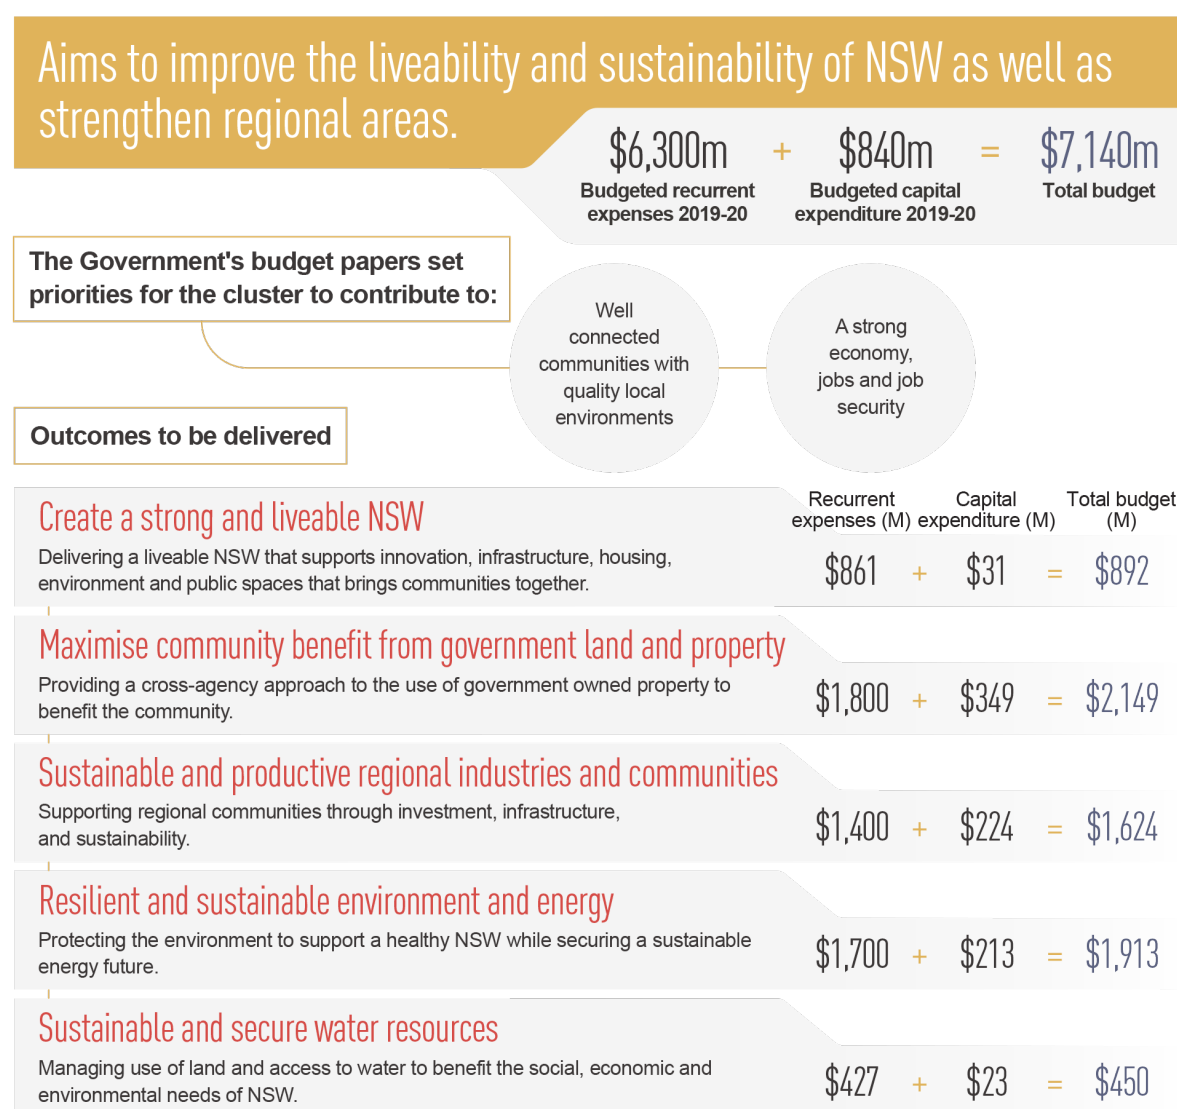 Aims to improve the liveability and sustainability of NSW as well as
strengthen regional areas.
$6,300m + $840m = $7,140m
Budgeted recurrent expenses 2019-20
Budgeted capital expenditure 2019-20
Total budget
The Government's budget papers set
priorities for the cluster to contribute to:
Well
connected
communities with
quality local
environments
A strong
economy,
jobs and job
security
Outcomes to be delivered
Recurrent expenses (M)
Capital expenditure (M)
Total budget (M)
Create a strong and liveable NSW
Delivering a liveable NSW that supports innovation, infrastructure, housing,
environment and public spaces that brings communities together.
$861 + $31 = $892
Maximise community benefit from government land and property
Providing a cross-agency approach to the use of government owned property to
benefit the community.
$1,800 + $349 = $2,149
Sustainable and productive regional industries and communities
Supporting regional communities through investment, infrastructure,
and sustainability.
$1,400 + $224 = $1,624
Resilient and sustainable environment and energy
Protecting the environment to support a healthy NSW while securing a sustainable
energy future.
$1,700 + $213 = $1,913
Sustainable and secure water resources
Managing use of land and access to water to benefit the social, economic and
environmental needs of NSW.
$427 + $23 = $450